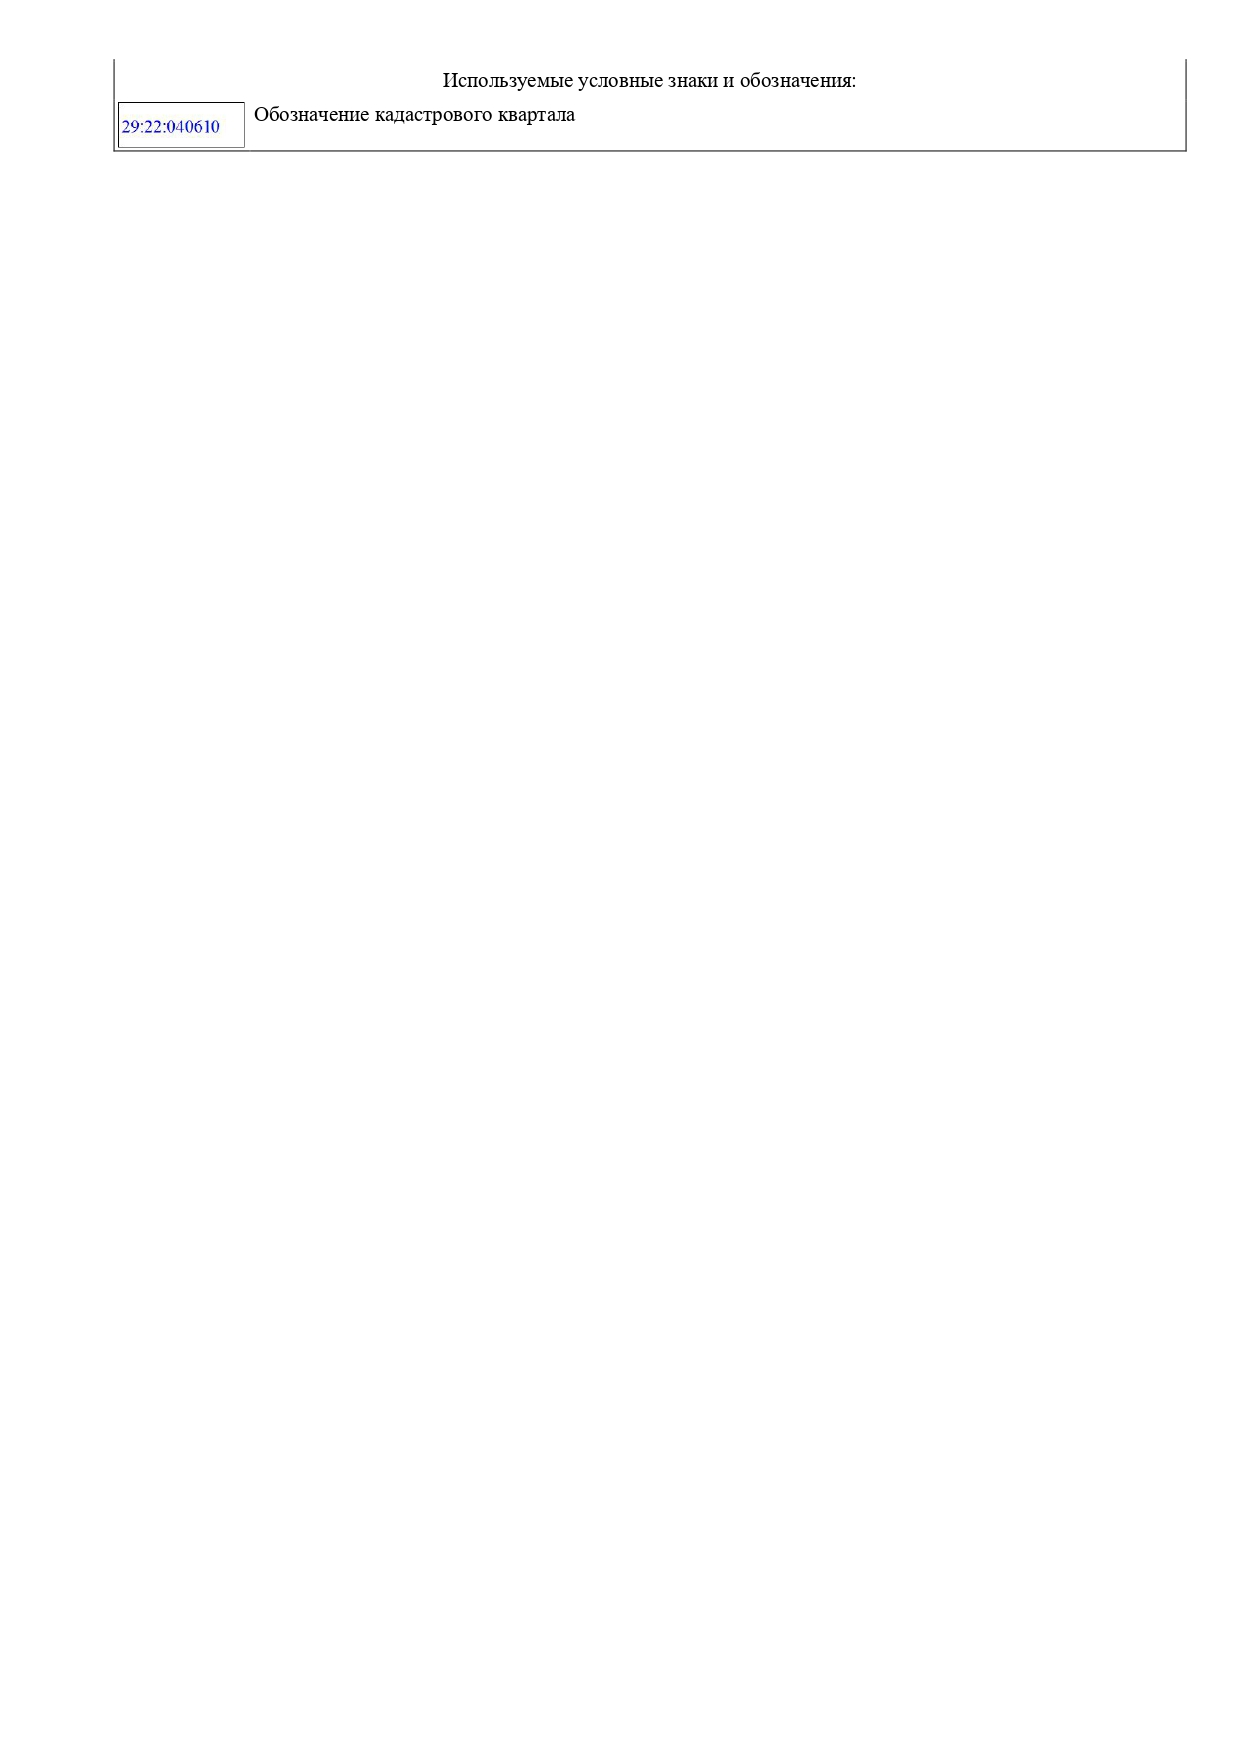 Используемые условные знаки и обозначения:
29:22:040610
Обозначение кадастрового квартала